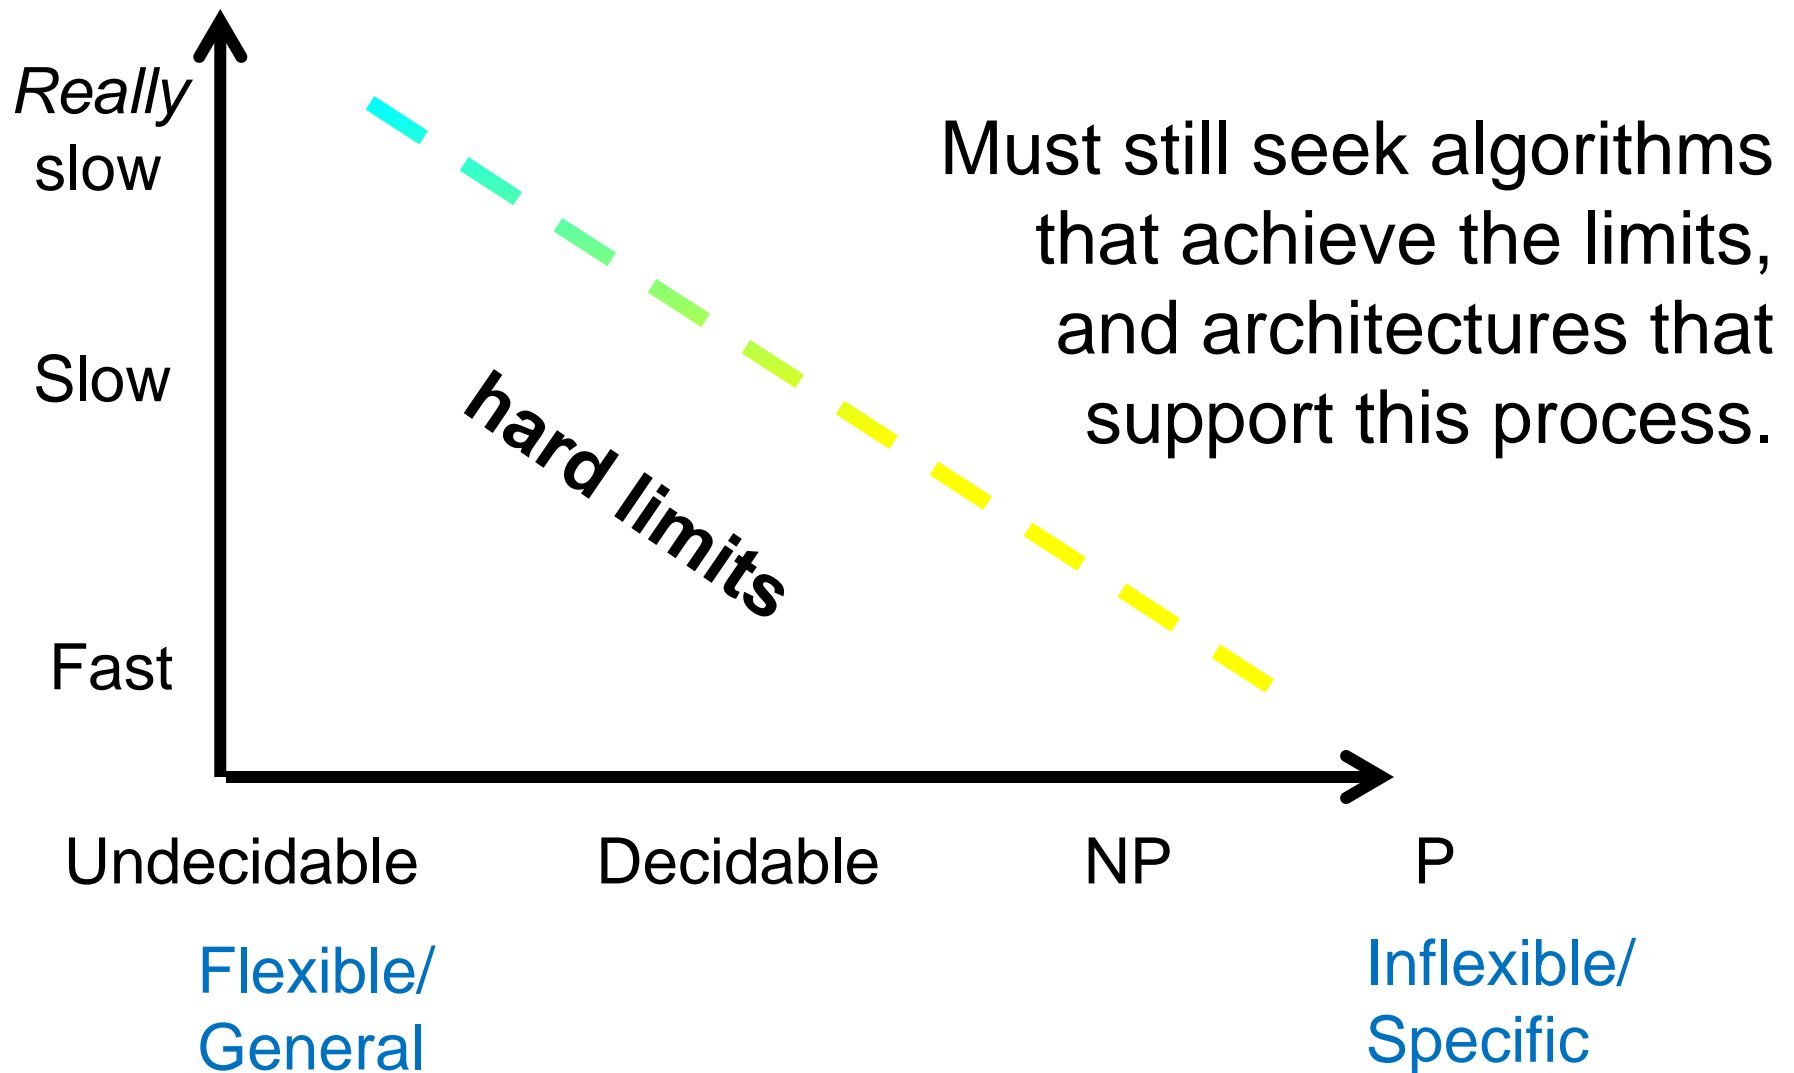 Really
slow
Slow
Fast
Must still seek algorithms
that achieve the limits,
and architectures that
support this process.
hard limits
Undecidable Decidable NP P
Flexible/
General
Inflexible/
Specific